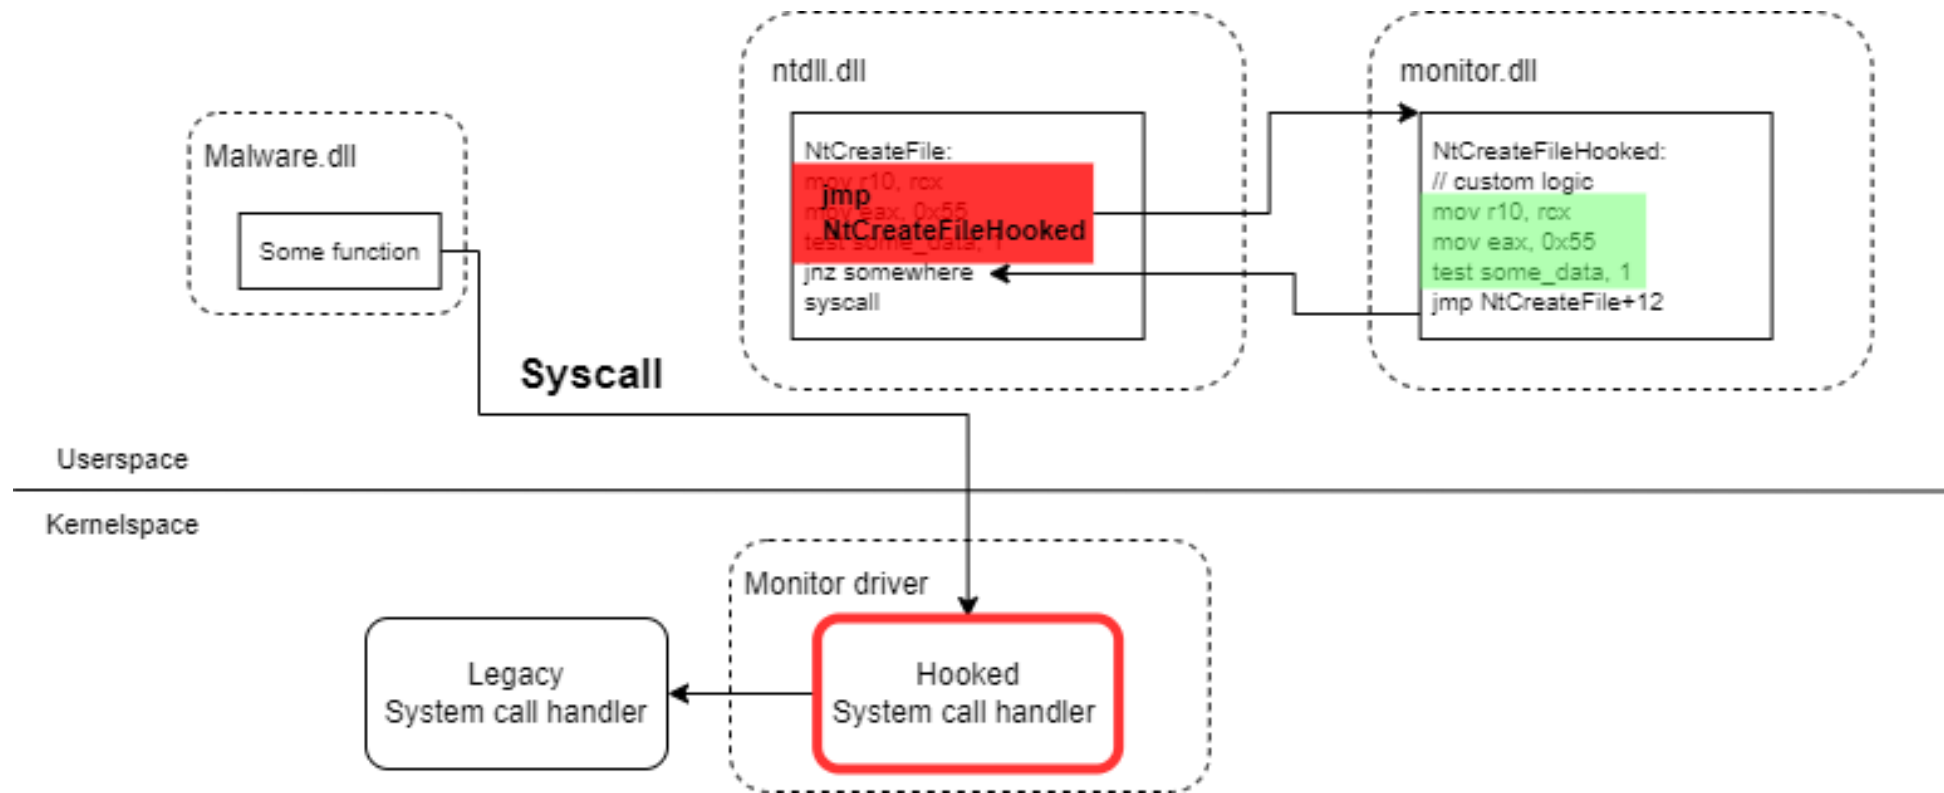 ntdll.dll
monitor.dll
Malware.dll
Some function
NtCreateFile:
mov r10, rcx
mov eax, 0x55
test some_data, 1
jmp
NtCreateFileHooked
jnz somewhere
syscall
NtCreateFileHooked:
// custom logic
mov r10, rcx
mov eax, 0x55
test some_data, 1
jmp NtCreateFile+12
Syscall
Userspace
Kernelspace
Monitor driver
Legacy
System call handler
Hooked
System call handler